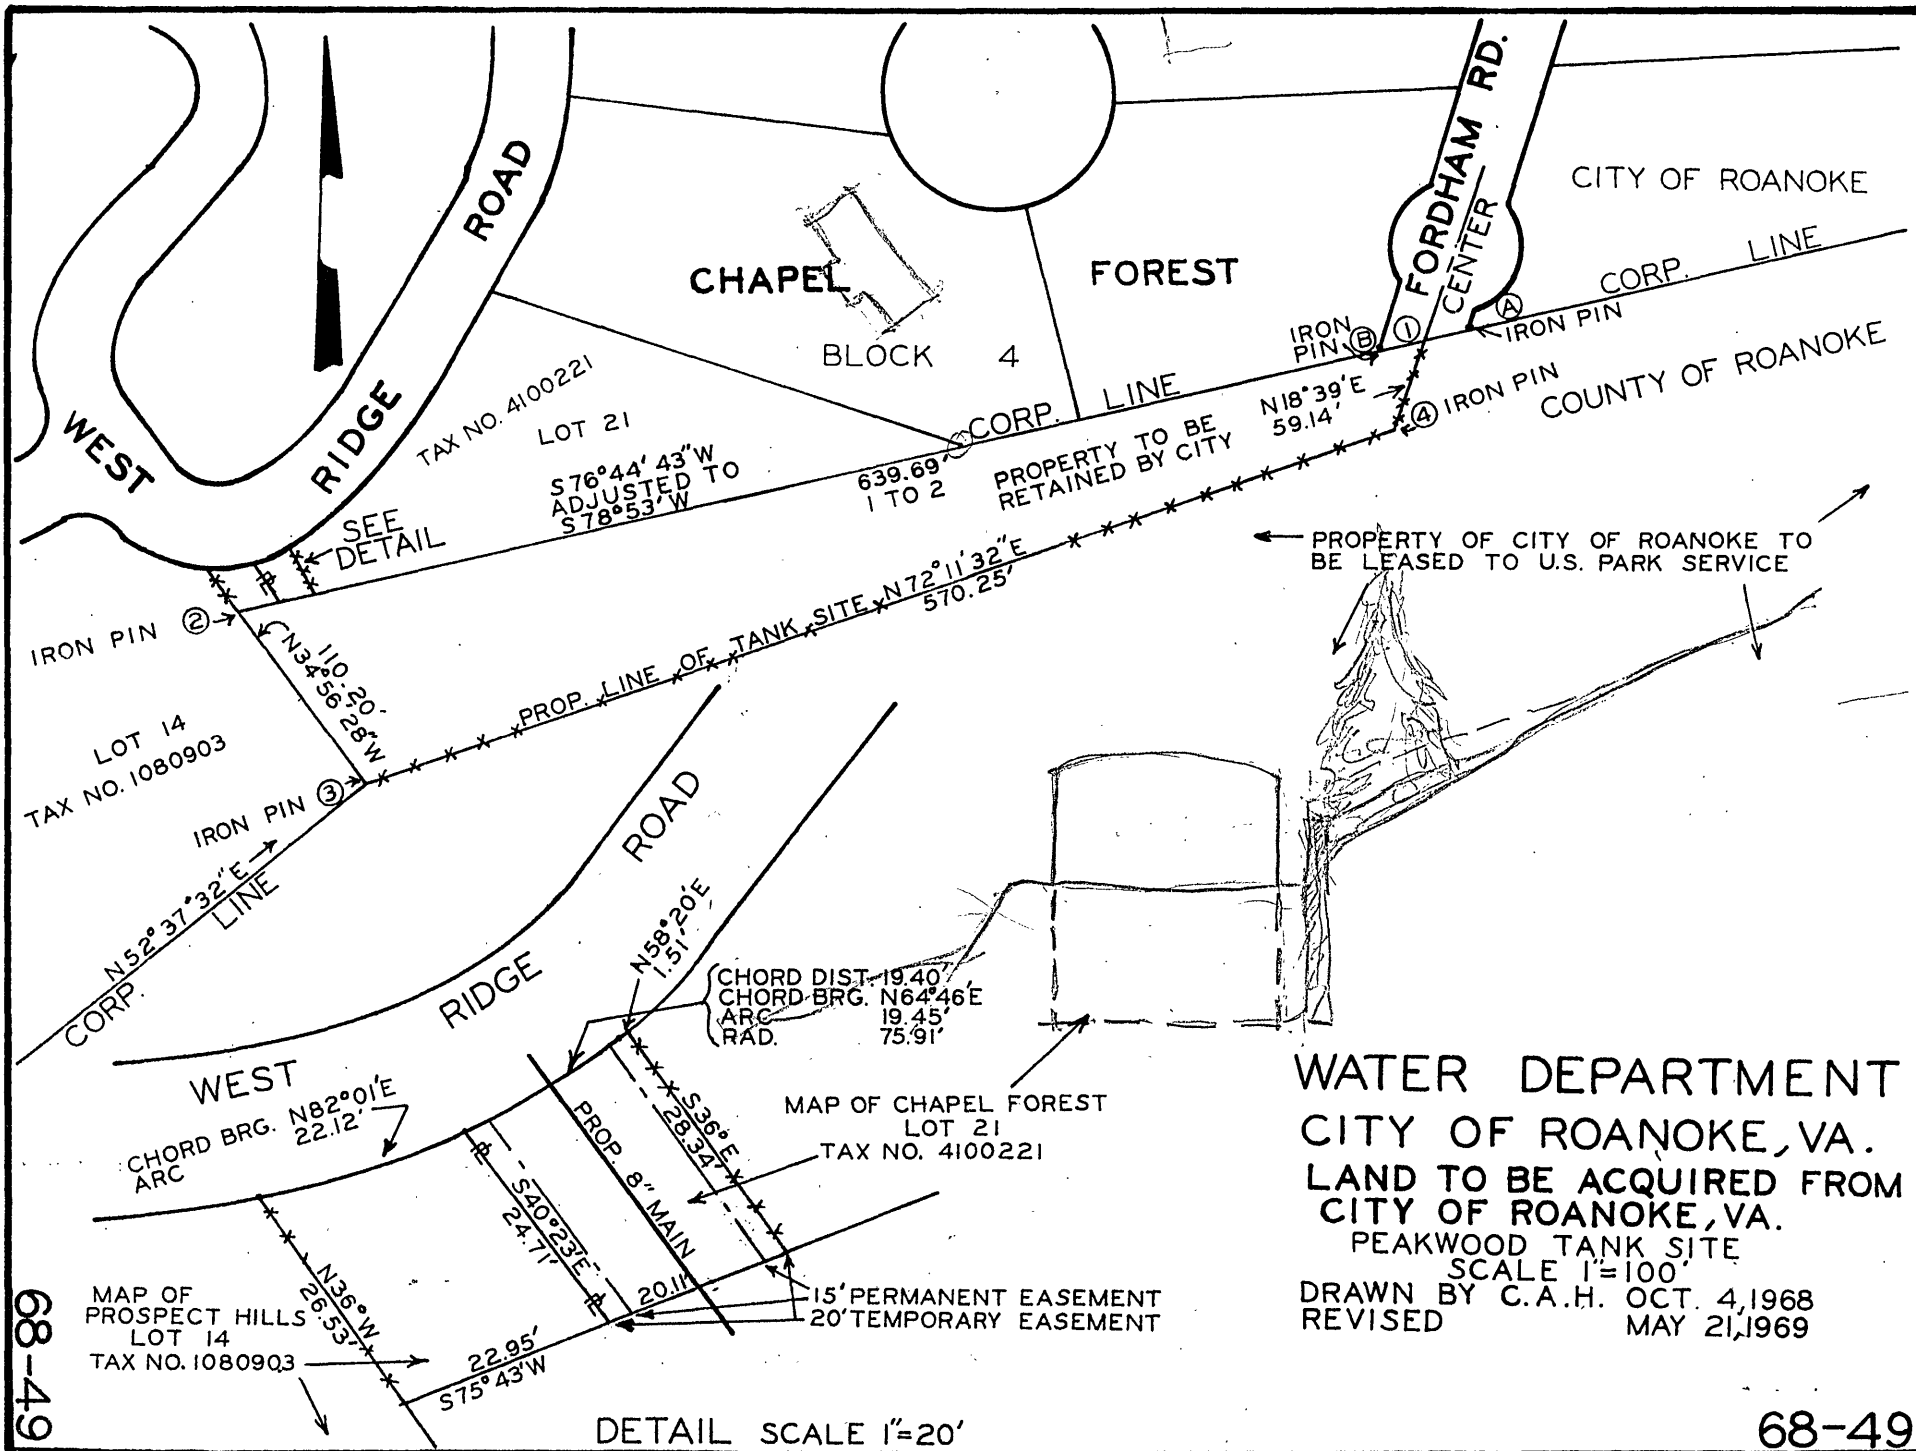 WEST
RIDGE
ROAD
CHAPEL
FOREST
BLOCK 4
FORDHAM RD.
CENTER
CITY OF ROANOKE
CORP. LINE
A
IRON PIN
IRON
PIN B
1
COUNTY OF ROANOKE
TAX NO. 4100221
LOT 21
S76°44'43"W
ADJUSTED TO
S78°53'W
639.69'
1 TO 2
CORP. LINE
PROPERTY TO BE
RETAINED BY CITY
N18°39'E
59.14'
4 IRON PIN
SEE
DETAIL
P
IRON PIN 2
110.20'
N34°56'28"W
PROP. LINE OF TANK SITE N72°11'32"E
570.25'
PROPERTY OF CITY OF ROANOKE TO
BE LEASED TO U.S. PARK SERVICE
LOT 14
TAX NO. 1080903
IRON PIN 3
N52°37'32"E
CORP. LINE
WEST
RIDGE
ROAD
N58°20'E
1.51'
CHORD DIST. 19.40'
CHORD BRG. N64°46'E
ARC 19.45'
RAD. 75.91'
CHORD BRG. N82°01'E
ARC 22.12'
MAP OF CHAPEL FOREST
LOT 21
TAX NO. 4100221
S36°E
28.34'
PROP. 8" MAIN
P
S40°23'E
24.71'
P
20.11'
15' PERMANENT EASEMENT
20' TEMPORARY EASEMENT
N36°W
26.53'
22.95'
S75°43'W
MAP OF
PROSPECT HILLS
LOT 14
TAX NO. 1080903
DETAIL SCALE 1"=20'
WATER DEPARTMENT
CITY OF ROANOKE, VA.
LAND TO BE ACQUIRED FROM
CITY OF ROANOKE, VA.
PEAKWOOD TANK SITE
SCALE 1"=100'
DRAWN BY C.A.H. OCT. 4, 1968
REVISED MAY 21, 1969
68-49
68-49